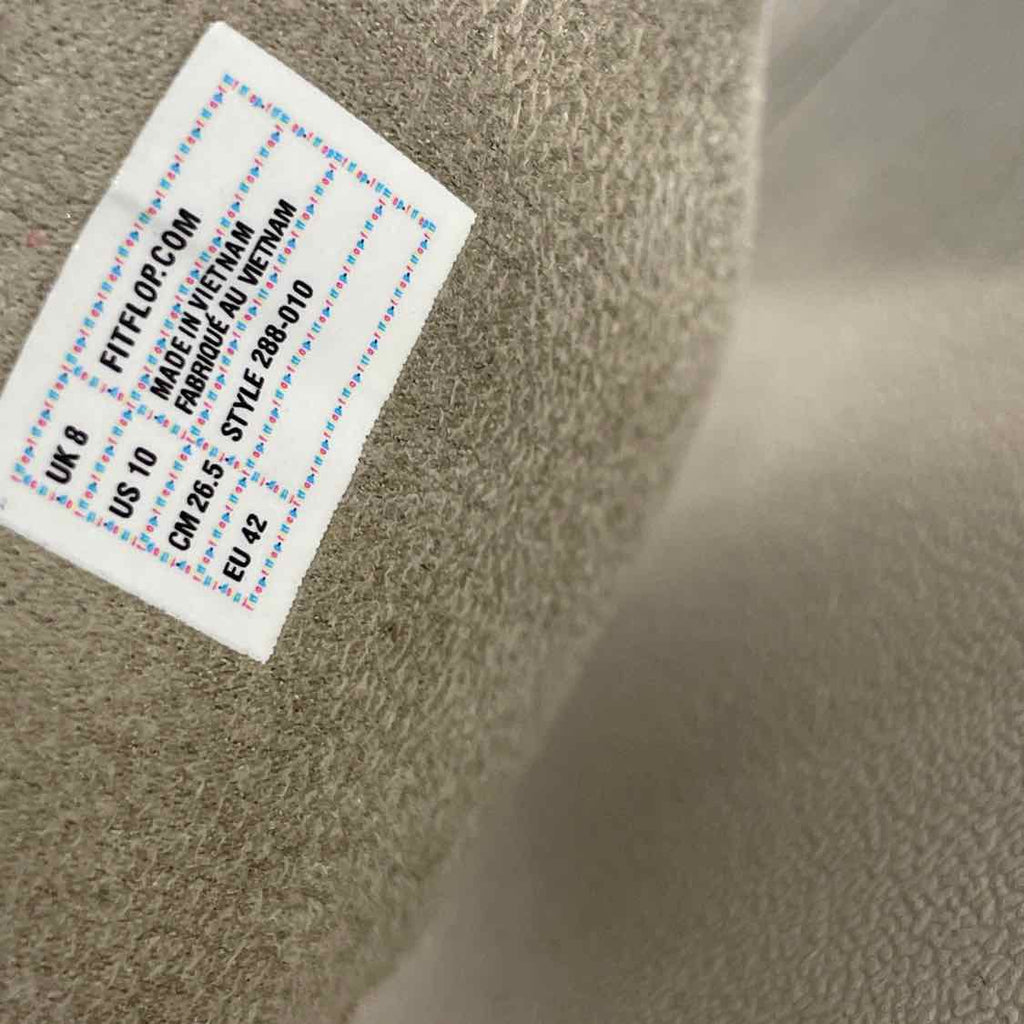 UK 8
FITFLOP.COM
US 10
MADE IN VIETNAM
FABRIQUÉ AU VIETNAM
CM 26.5
STYLE 288-010
EU 42